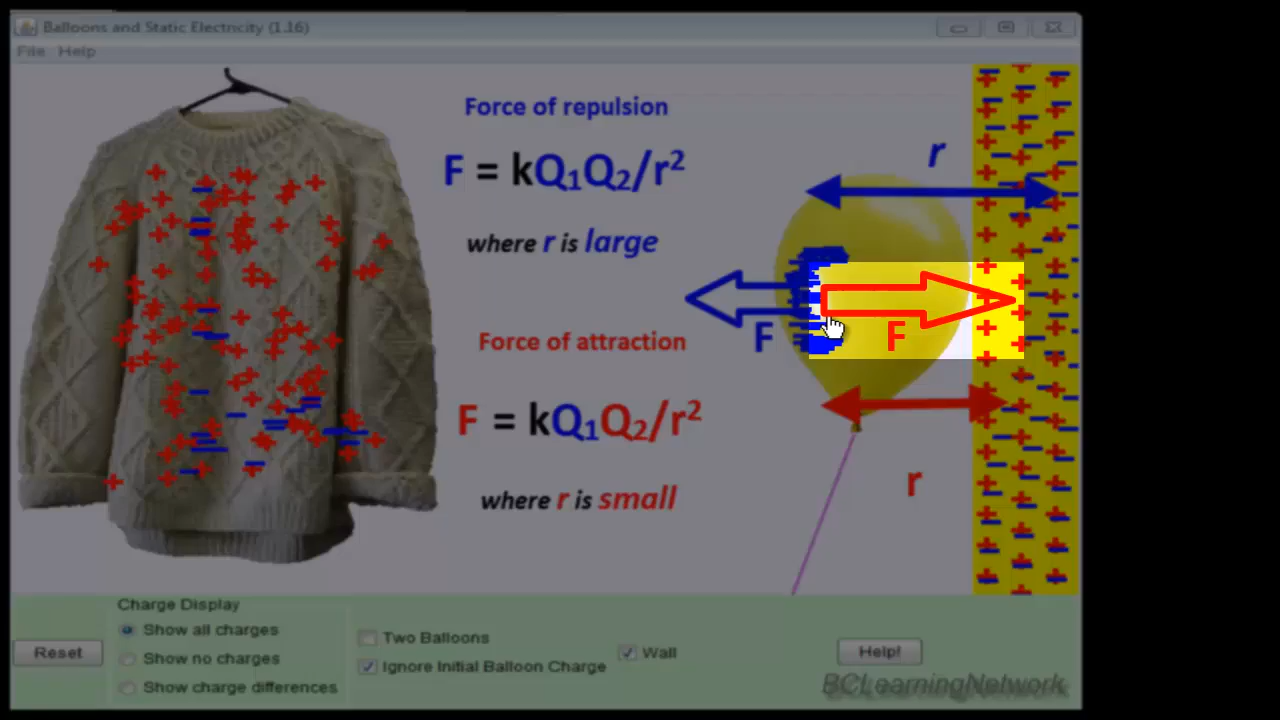 Balloons and Static Electricity (1.16)
File Help
Force of repulsion
F = kQ₁Q₂/r²
where r is large
r
F
F
Force of attraction
F = kQ₁Q₂/r²
where r is small
r
Charge Display
Show all charges
Show no charges
Show charge differences
Two Balloons
Ignore Initial Balloon Charge
Wall
Reset
Help!
BCLearningNetwork